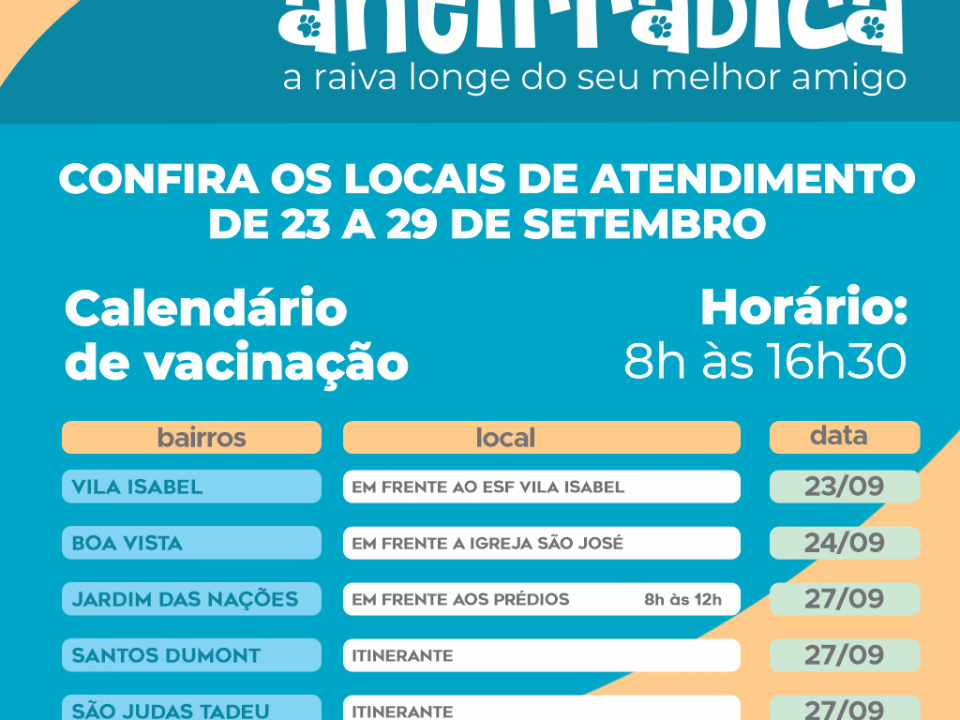 antirrábica
a raiva longe do seu melhor amigo
CONFIRA OS LOCAIS DE ATENDIMENTO
DE 23 A 29 DE SETEMBRO
Calendário
de vacinação
Horário:
8h às 16h30
bairros local data
VILA ISABEL EM FRENTE AO ESF VILA ISABEL 23/09
BOA VISTA EM FRENTE A IGREJA SÃO JOSÉ 24/09
JARDIM DAS NAÇÕES EM FRENTE AOS PRÉDIOS 8h às 12h 27/09
SANTOS DUMONT ITINERANTE 27/09
SÃO JUDAS TADEU ITINERANTE 27/09